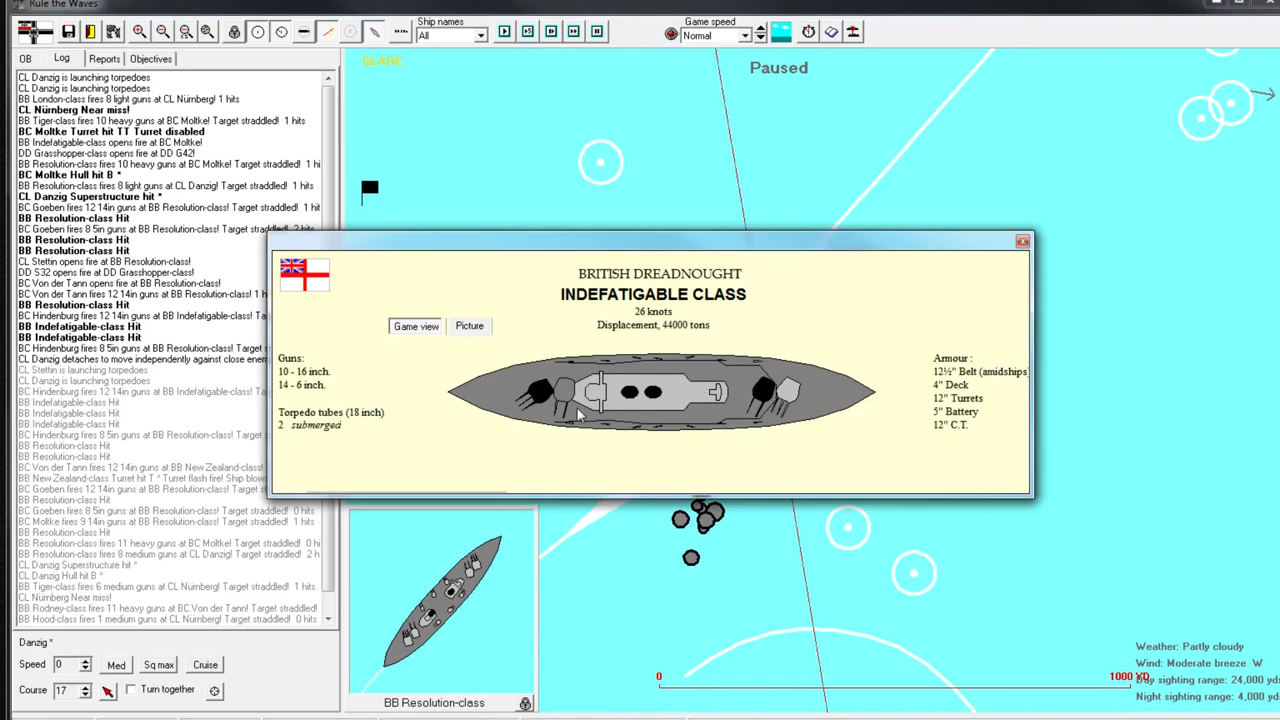 Rule the Waves
Ship names
All
Game speed
Normal
OB Log Reports Objectives
CL Danzig is launching torpedoes
CL Danzig is launching torpedoes
BB London-class fires 8 light guns at CL Nürnberg! 1 hits
CL Nürnberg Near miss!
BB Tiger-class fires 10 heavy guns at BC Moltke! Target straddled! 1 hits
BC Moltke Turret hit TT Turret disabled
BB Indefatigable-class opens fire at BC Moltke!
DD Grasshopper-class opens fire at DD G42!
BB Resolution-class fires 10 heavy guns at BC Moltke! Target straddled! 1 hi
BC Moltke Hull hit B *
BB Resolution-class fires 8 light guns at CL Danzig! Target straddled! 1 hits
CL Danzig Superstructure hit *
BC Goeben fires 12 14in guns at BB Resolution-class! Target straddled! 1 hit
BB Resolution-class Hit
BC Goeben fires 8 5in guns at BB Resolution-class! Target straddled! 2 hits
BB Resolution-class Hit
BB Resolution-class Hit
CL Stettin opens fire at DD Grasshopper-class!
DD S32 opens fire at DD Grasshopper-class!
BC Von der Tann opens fire at BB Resolution-class!
BC Von der Tann fires 12 14in guns at BB Resolution-class! 1 h
BB Resolution-class Hit
BC Hindenburg fires 12 14in guns at BB Indefatigable-class!
BB Indefatigable-class Hit
BB Indefatigable-class Hit
BC Hindenburg fires 8 5in guns at BB Indefatigable-class!
CL Danzig detaches to move independently against close enem
CL Stettin is launching torpedoes
CL Danzig is launching torpedoes
BC Hindenburg fires 12 14in guns at BB Indefatigable-class!
BB Indefatigable-class Hit
BB Indefatigable-class Hit
BB Indefatigable-class Hit
BC Hindenburg fires 8 5in guns at BB Indefatigable-class!
BB Resolution-class Hit
BB Resolution-class Hit
BC Von der Tann fires 12 14in guns at BB New Zealand-class!
BB New Zealand-class Turret hit T * Turret flash fire! Ship blow
BC Goeben fires 12 14in guns at BB Resolution-class! Target s
BB Resolution-class Hit
BC Goeben fires 8 5in guns at BB Resolution-class! 0 hits
BC Moltke fires 9 14in guns at BB Resolution-class! 1 hits
BB Resolution-class Hit
BB Resolution-class fires 11 heavy guns at BC Moltke! 0 hi
BB Resolution-class fires 8 medium guns at CL Danzig! 2 h
CL Danzig Superstructure hit *
CL Danzig Hull hit B *
BB Tiger-class fires 6 medium guns at CL Nürnberg! Target straddled! 1 hits
CL Nürnberg Near miss!
BB Rodney-class fires 11 heavy guns at BC Von der Tann! Target straddled!
BB Hood-class fires 1 medium guns at CL Nürnberg! Target straddled! 0 hits
Danzig *
Speed 0 Med Sq max Cruise
Course 17 Turn together
GLARE
Paused
BRITISH DREADNOUGHT
INDEFATIGABLE CLASS
26 knots
Displacement, 44000 tons
Game view Picture
Guns:
10 - 16 inch.
14 - 6 inch.
Torpedo tubes (18 inch)
2 submerged
Armour :
12½" Belt (amidships)
4" Deck
12" Turrets
5" Battery
12" C.T.
BB Resolution-class
0 1000 YD
Weather: Partly cloudy
Wind: Moderate breeze W
Day sighting range: 24,000 yds
Night sighting range: 4,000 yds